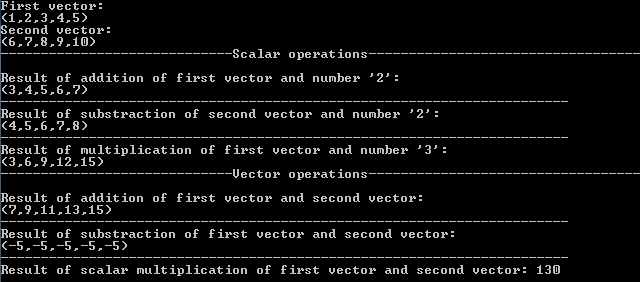 First vector:
(1,2,3,4,5)
Second vector:
(6,7,8,9,10)
-----------------------------Scalar operations----------------------------------
Result of addition of first vector and number '2':
(3,4,5,6,7)
-----------------------------------------------------------------------
Result of substraction of second vector and number '2':
(4,5,6,7,8)
-----------------------------------------------------------------------
Result of multiplication of first vector and number '3':
(3,6,9,12,15)
-----------------------------Vector operations----------------------------------
Result of addition of first vector and second vector:
(7,9,11,13,15)
-----------------------------------------------------------------------
Result of substraction of first vector and second vector:
(-5,-5,-5,-5,-5)
-----------------------------------------------------------------------
Result of scalar multiplication of first vector and second vector: 130